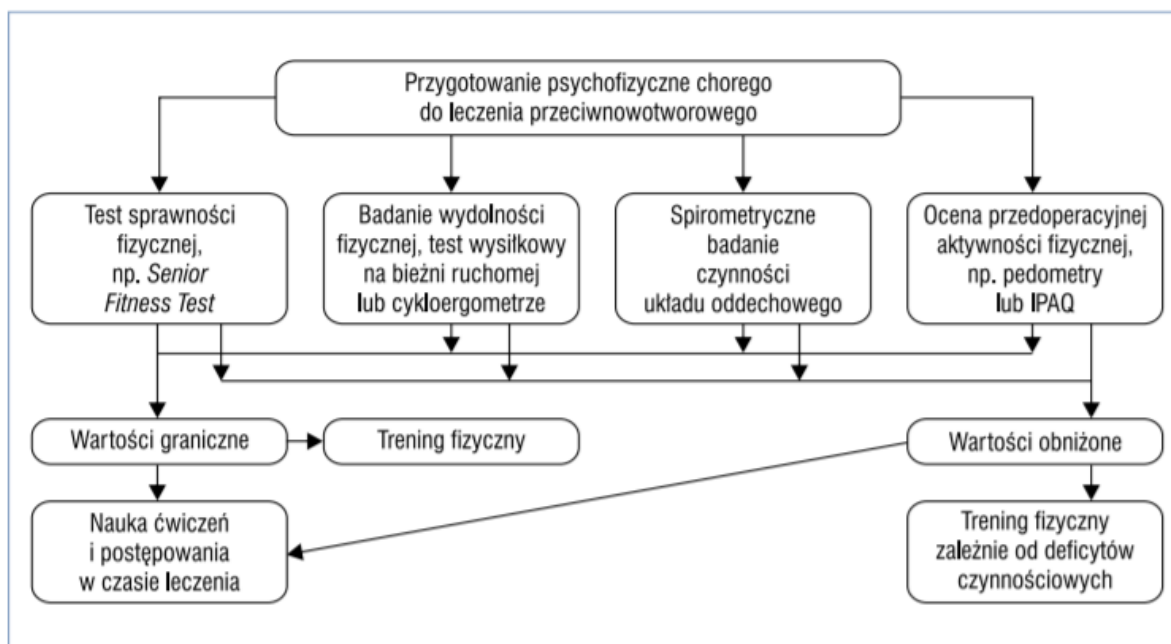 Przygotowanie psychofizyczne chorego
do leczenia przeciwnowotworowego
Test sprawności
fizycznej,
np. Senior
Fitness Test
Badanie wydolności
fizycznej, test wysiłkowy
na bieżni ruchomej
lub cykloergometrze
Spirometryczne
badanie
czynności
układu oddechowego
Ocena przedoperacyjnej
aktywności fizycznej,
np. pedometry
lub IPAQ
Wartości graniczne
Trening fizyczny
Wartości obniżone
Nauka ćwiczeń
i postępowania
w czasie leczenia
Trening fizyczny
zależnie od deficytów
czynnościowych